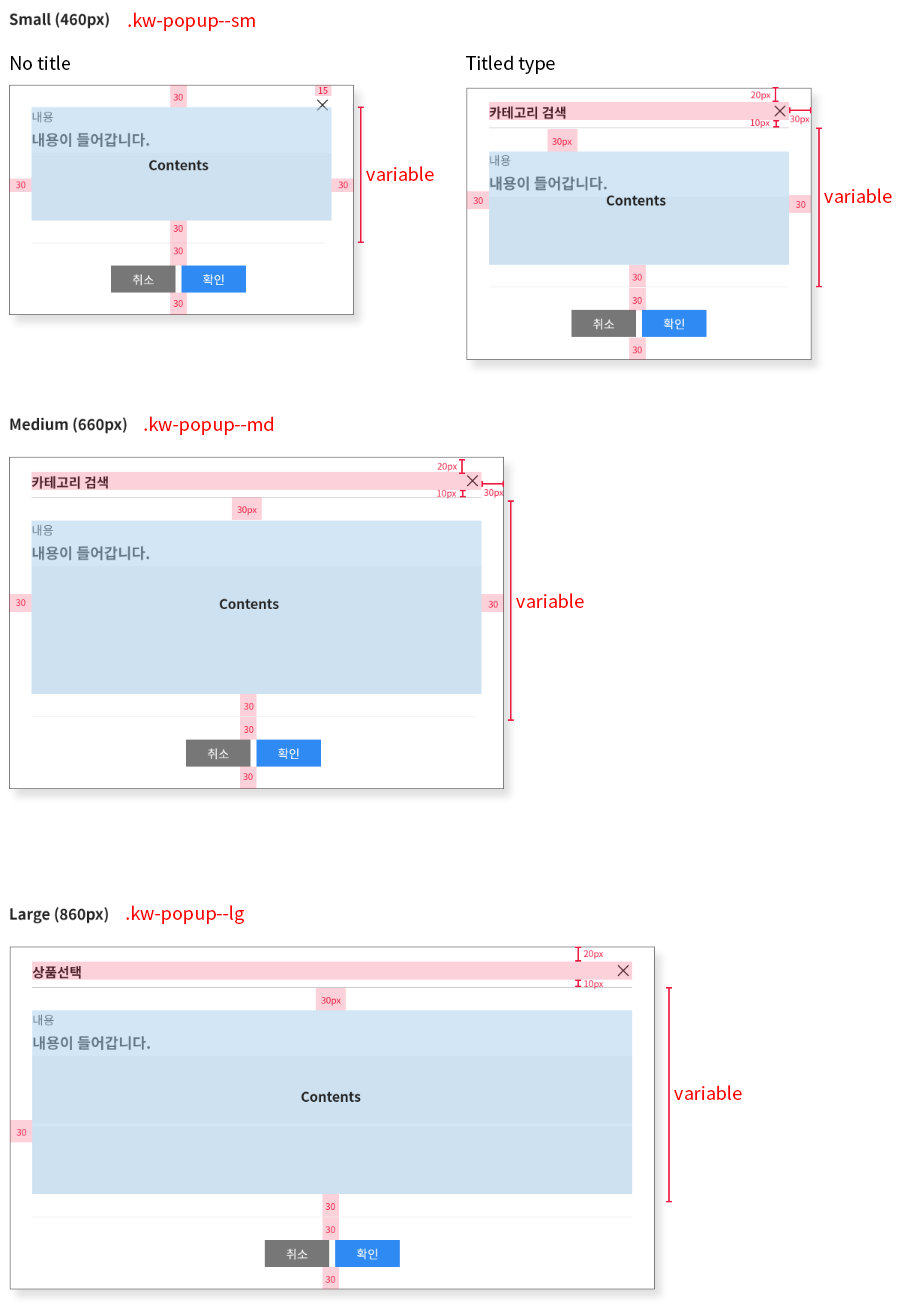 Small (460px) .kw-popup--sm
No title
30
15
내용
내용이 들어갑니다.
Contents
30
30
variable
30
30
취소
확인
30
Titled type
20px
카테고리 검색
30px
10px
30px
내용
내용이 들어갑니다.
Contents
30
30
variable
30
30
취소
확인
30
Medium (660px) .kw-popup--md
20px
카테고리 검색
10px
30px
30px
내용
내용이 들어갑니다.
Contents
30
30
variable
30
30
취소
확인
30
Large (860px) .kw-popup--lg
20px
상품선택
10px
30px
내용
내용이 들어갑니다.
Contents
variable
30
30
30
취소
확인
30